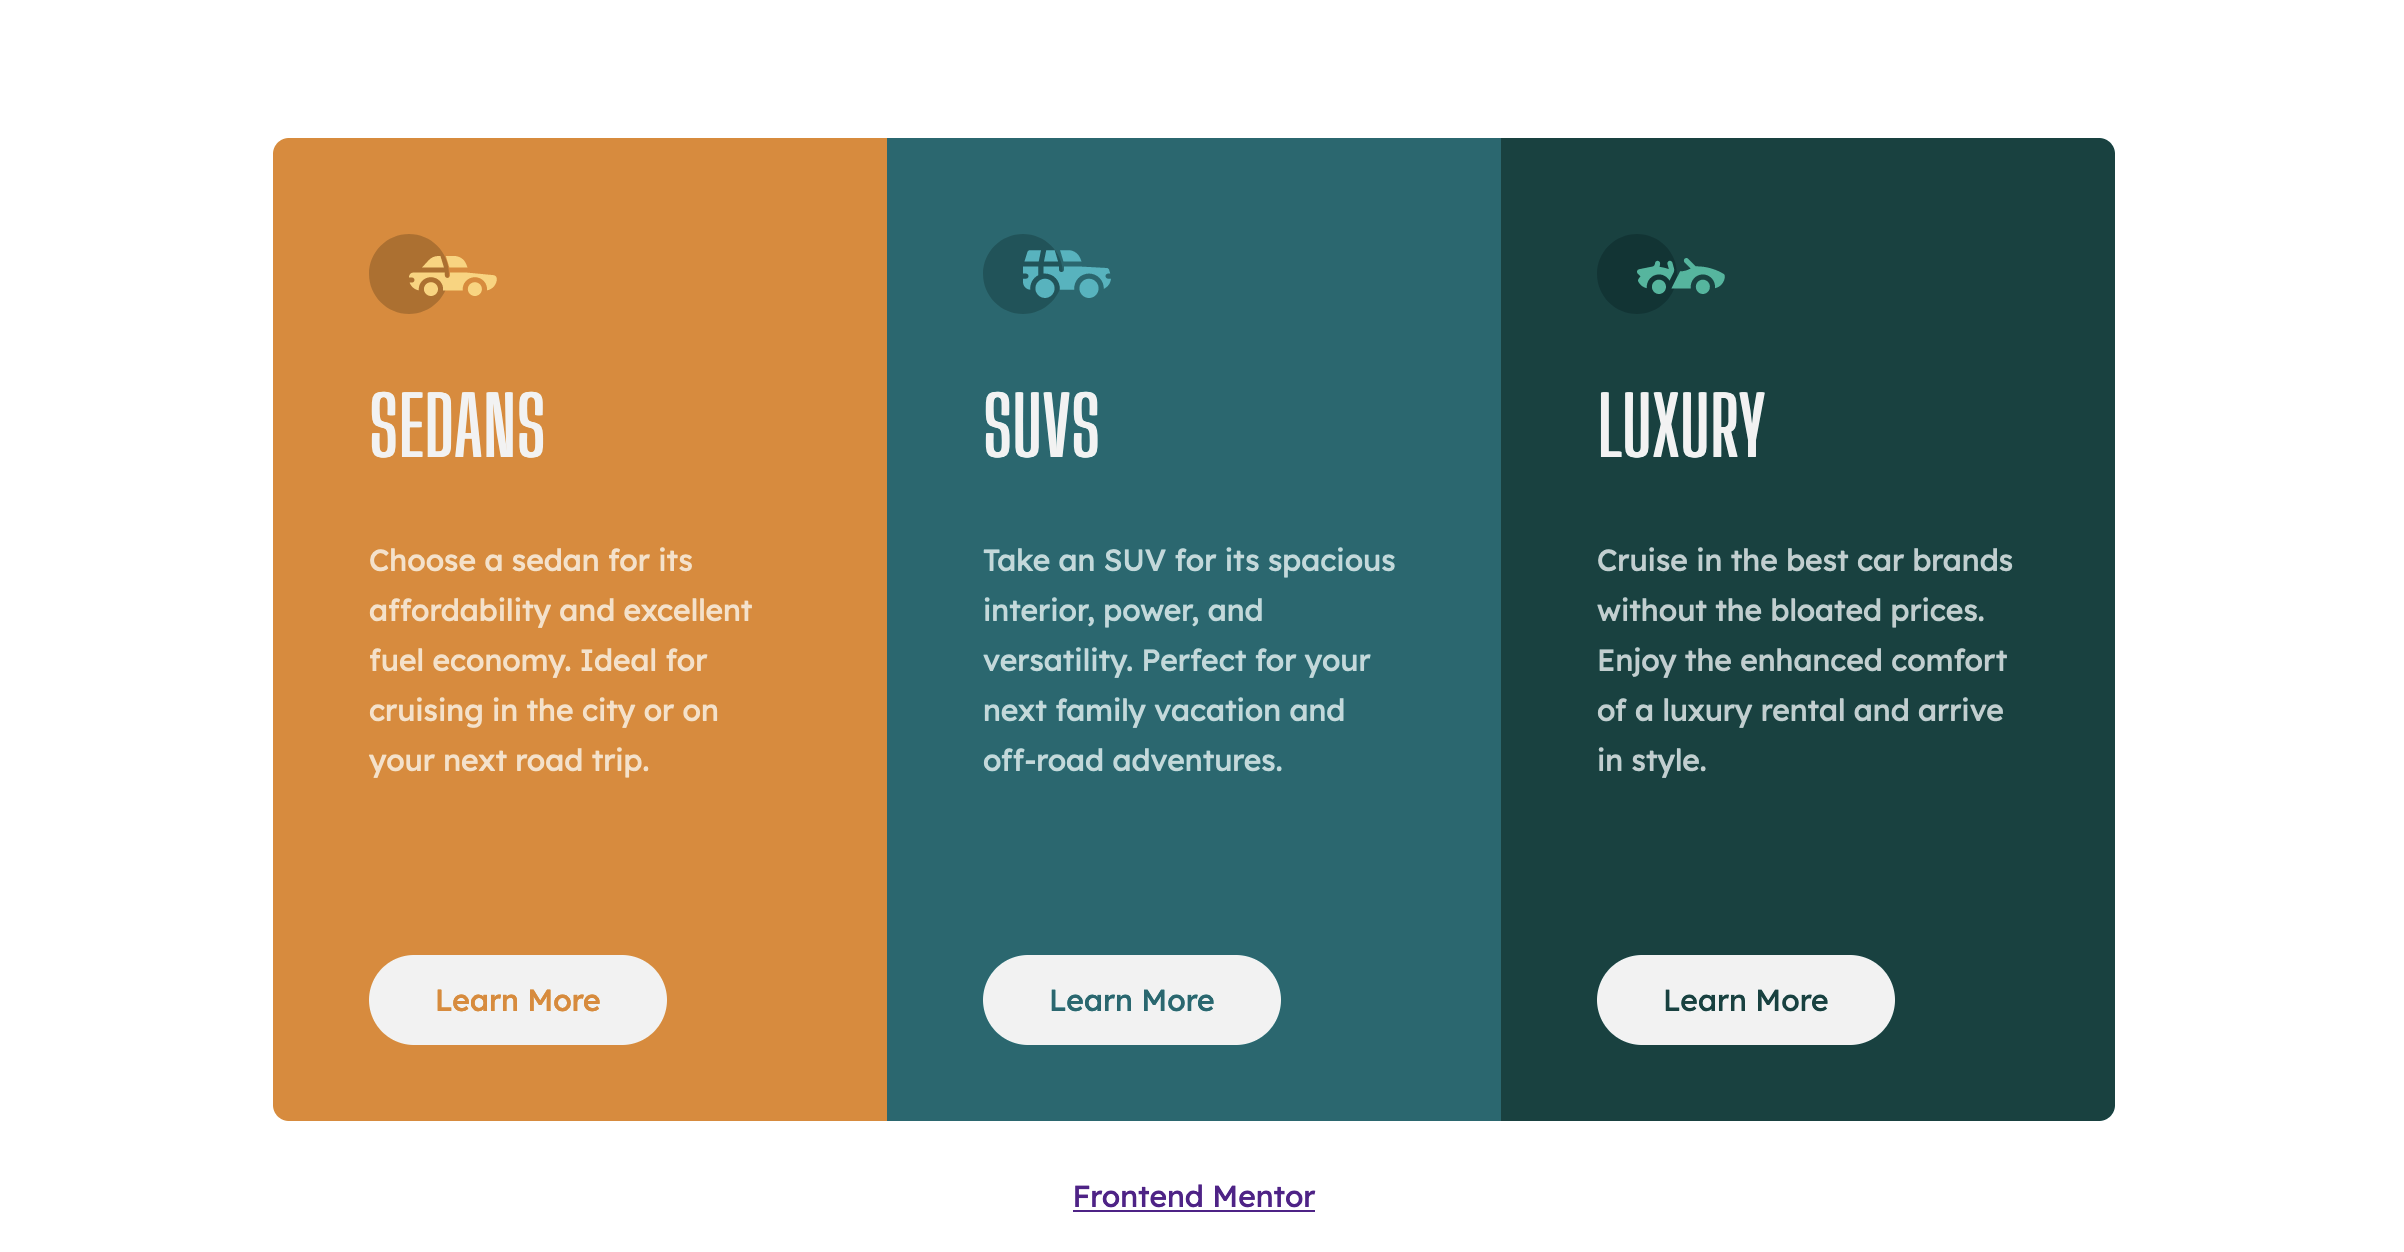 SEDANS
Choose a sedan for its
affordability and excellent
fuel economy. Ideal for
cruising in the city or on
your next road trip.
Learn More
SUVS
Take an SUV for its spacious
interior, power, and
versatility. Perfect for your
next family vacation and
off-road adventures.
Learn More
LUXURY
Cruise in the best car brands
without the bloated prices.
Enjoy the enhanced comfort
of a luxury rental and arrive
in style.
Learn More
Frontend Mentor